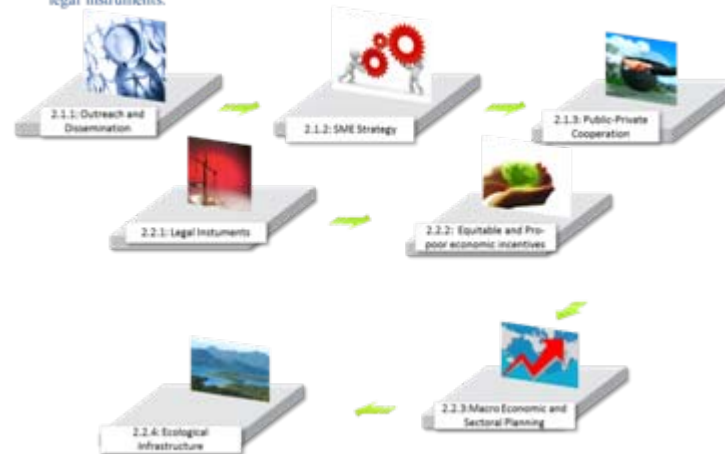 legal instruments.
2.1.1: Outreach and
Dissemination
2.1.2: SME Strategy
2.1.3: Public-Private
Cooperation
2.2.1: Legal Instuments
2.2.2: Equitable and Pro-
poor economic incentives
2.2.3:Macro Economic and
Sectoral Planning
2.2.4: Ecological
Infrastructure